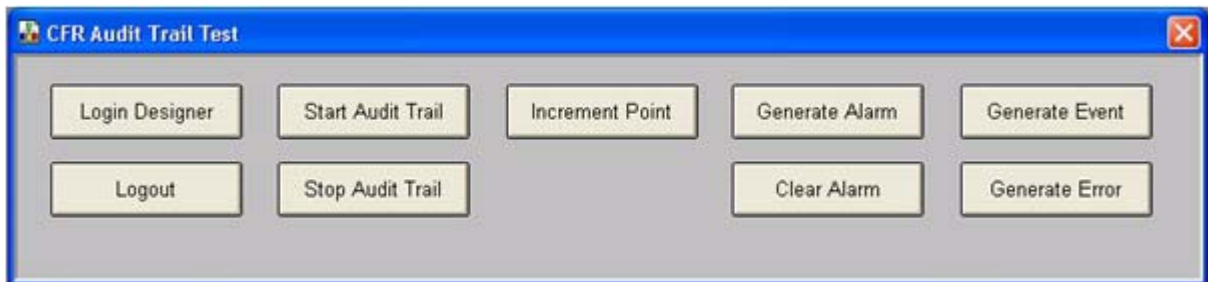 CFR Audit Trail Test
Login Designer Start Audit Trail Increment Point Generate Alarm Generate Event
Logout Stop Audit Trail Clear Alarm Generate Error